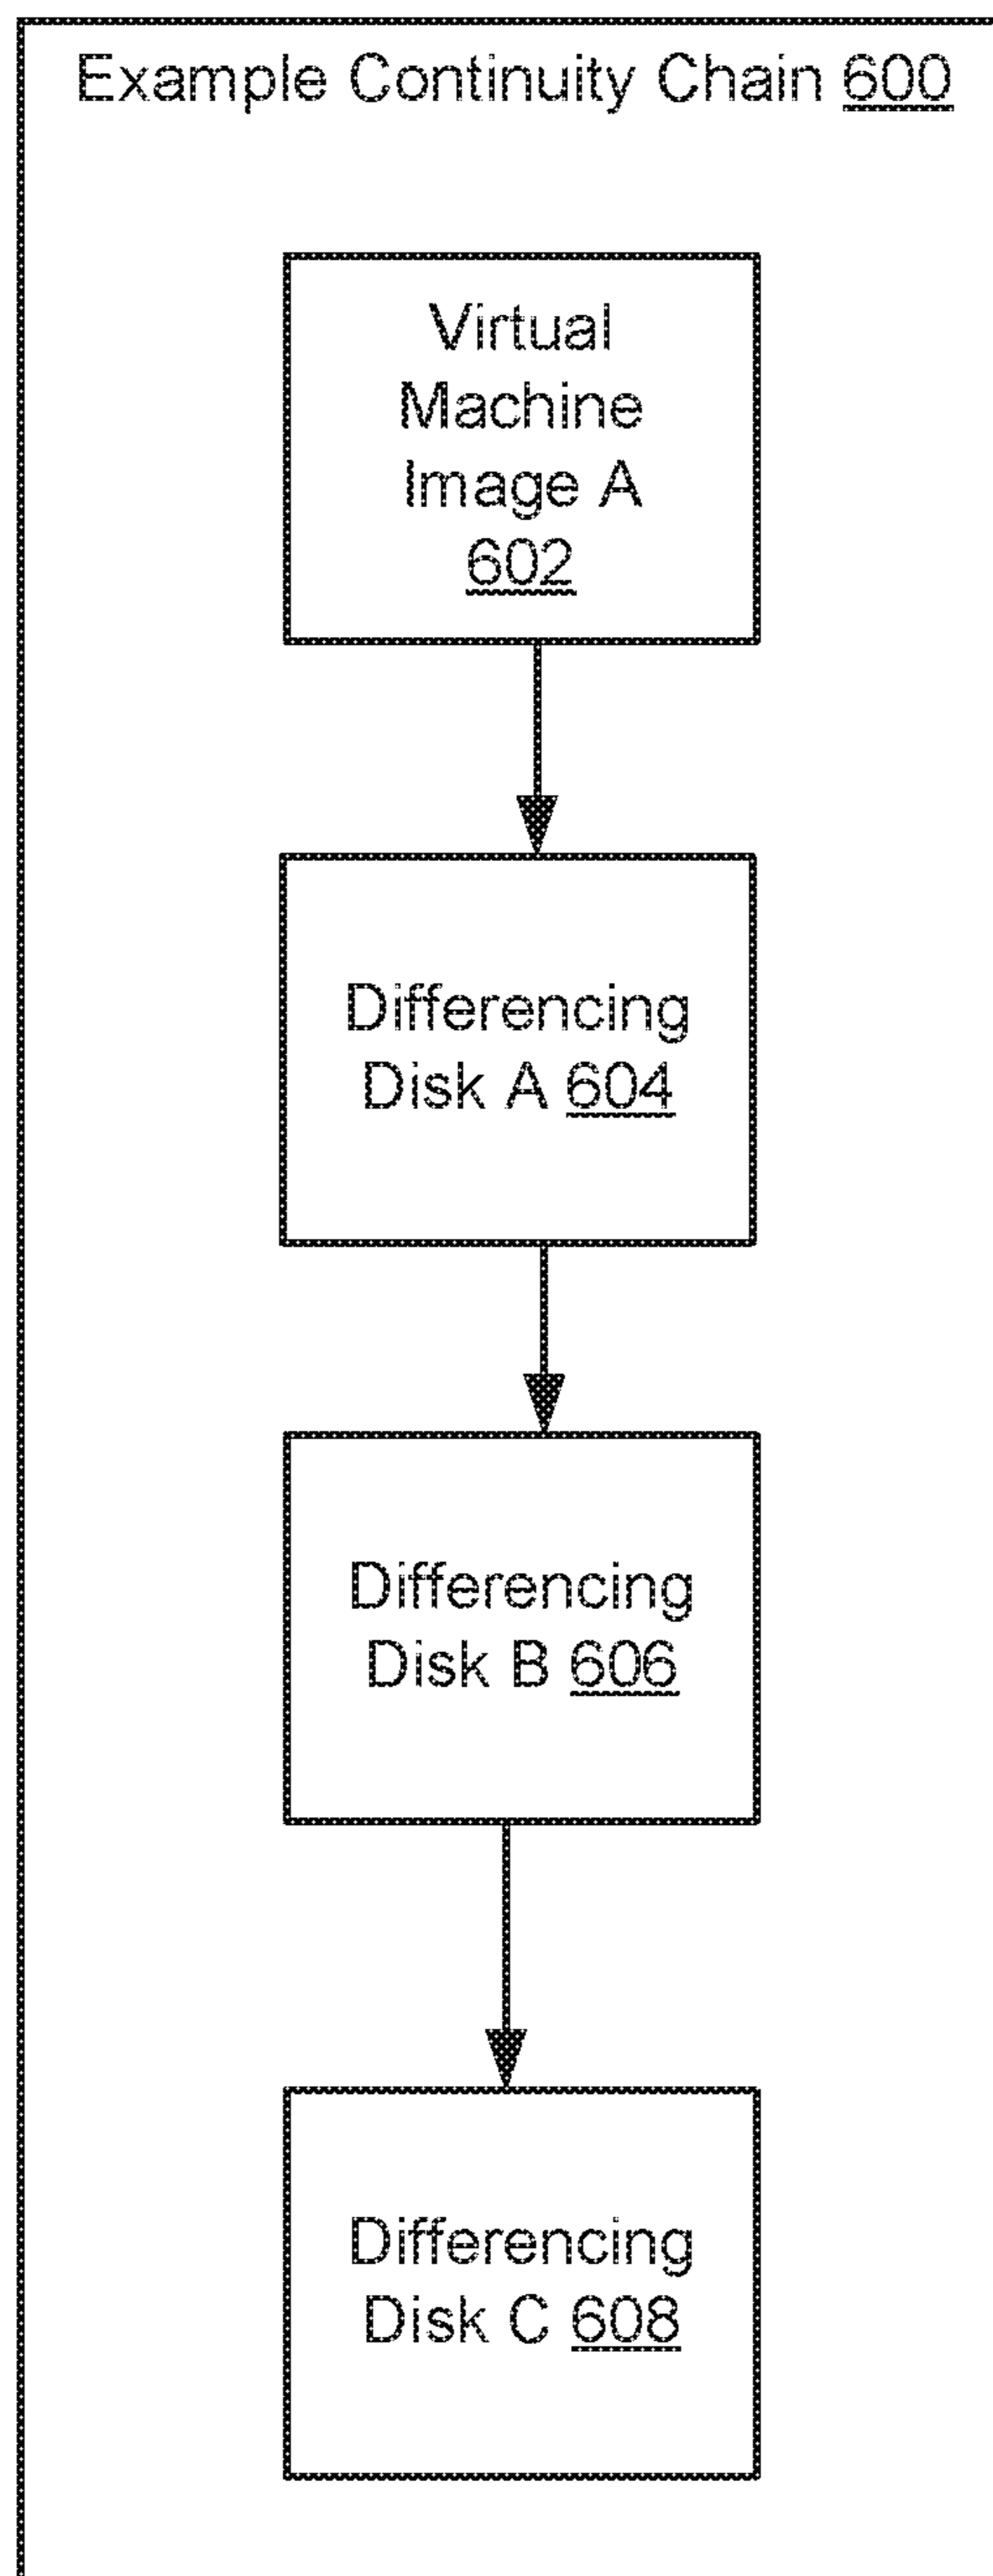 Example Continuity Chain 600
Virtual
Machine
Image A
602
Differencing
Disk A 604
Differencing
Disk B 606
Differencing
Disk C 608